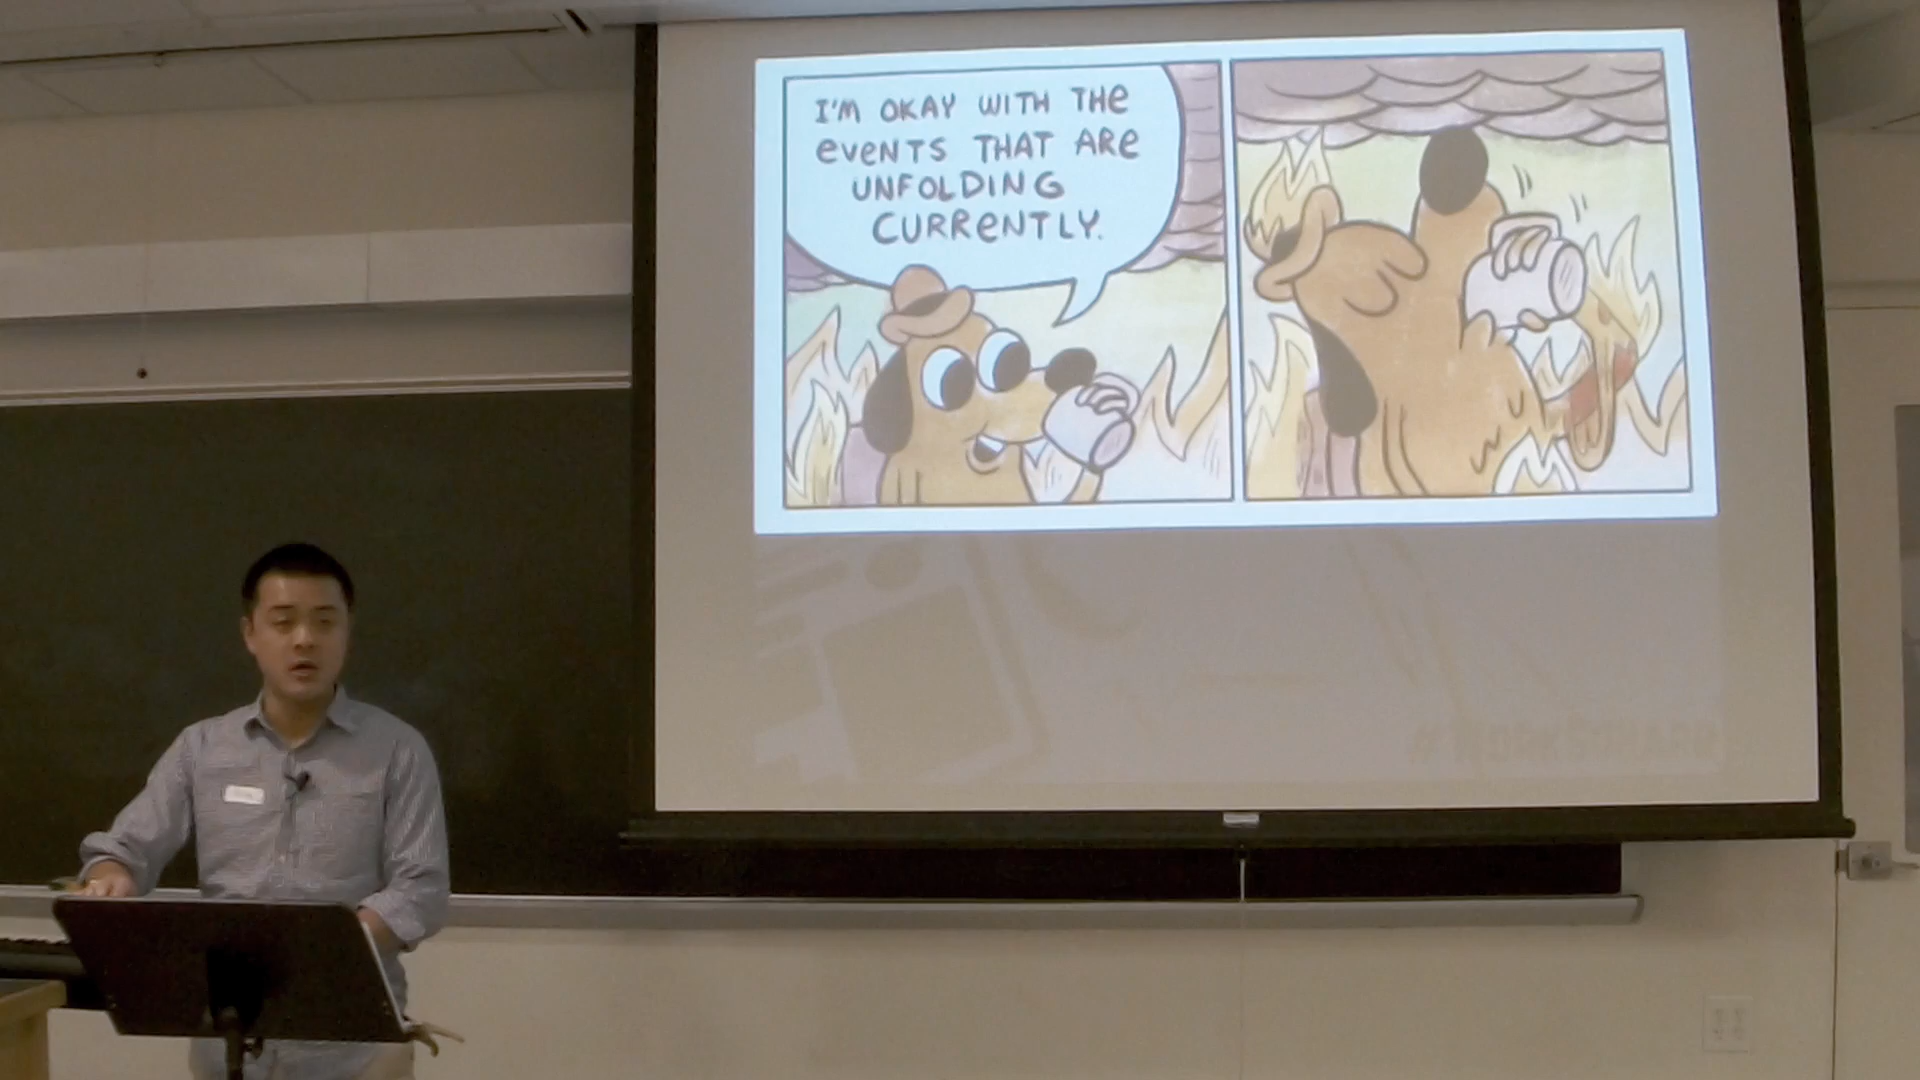 I'M OKAY WITH THE
EVENTS THAT ARE
UNFOLDING
CURRENTLY.